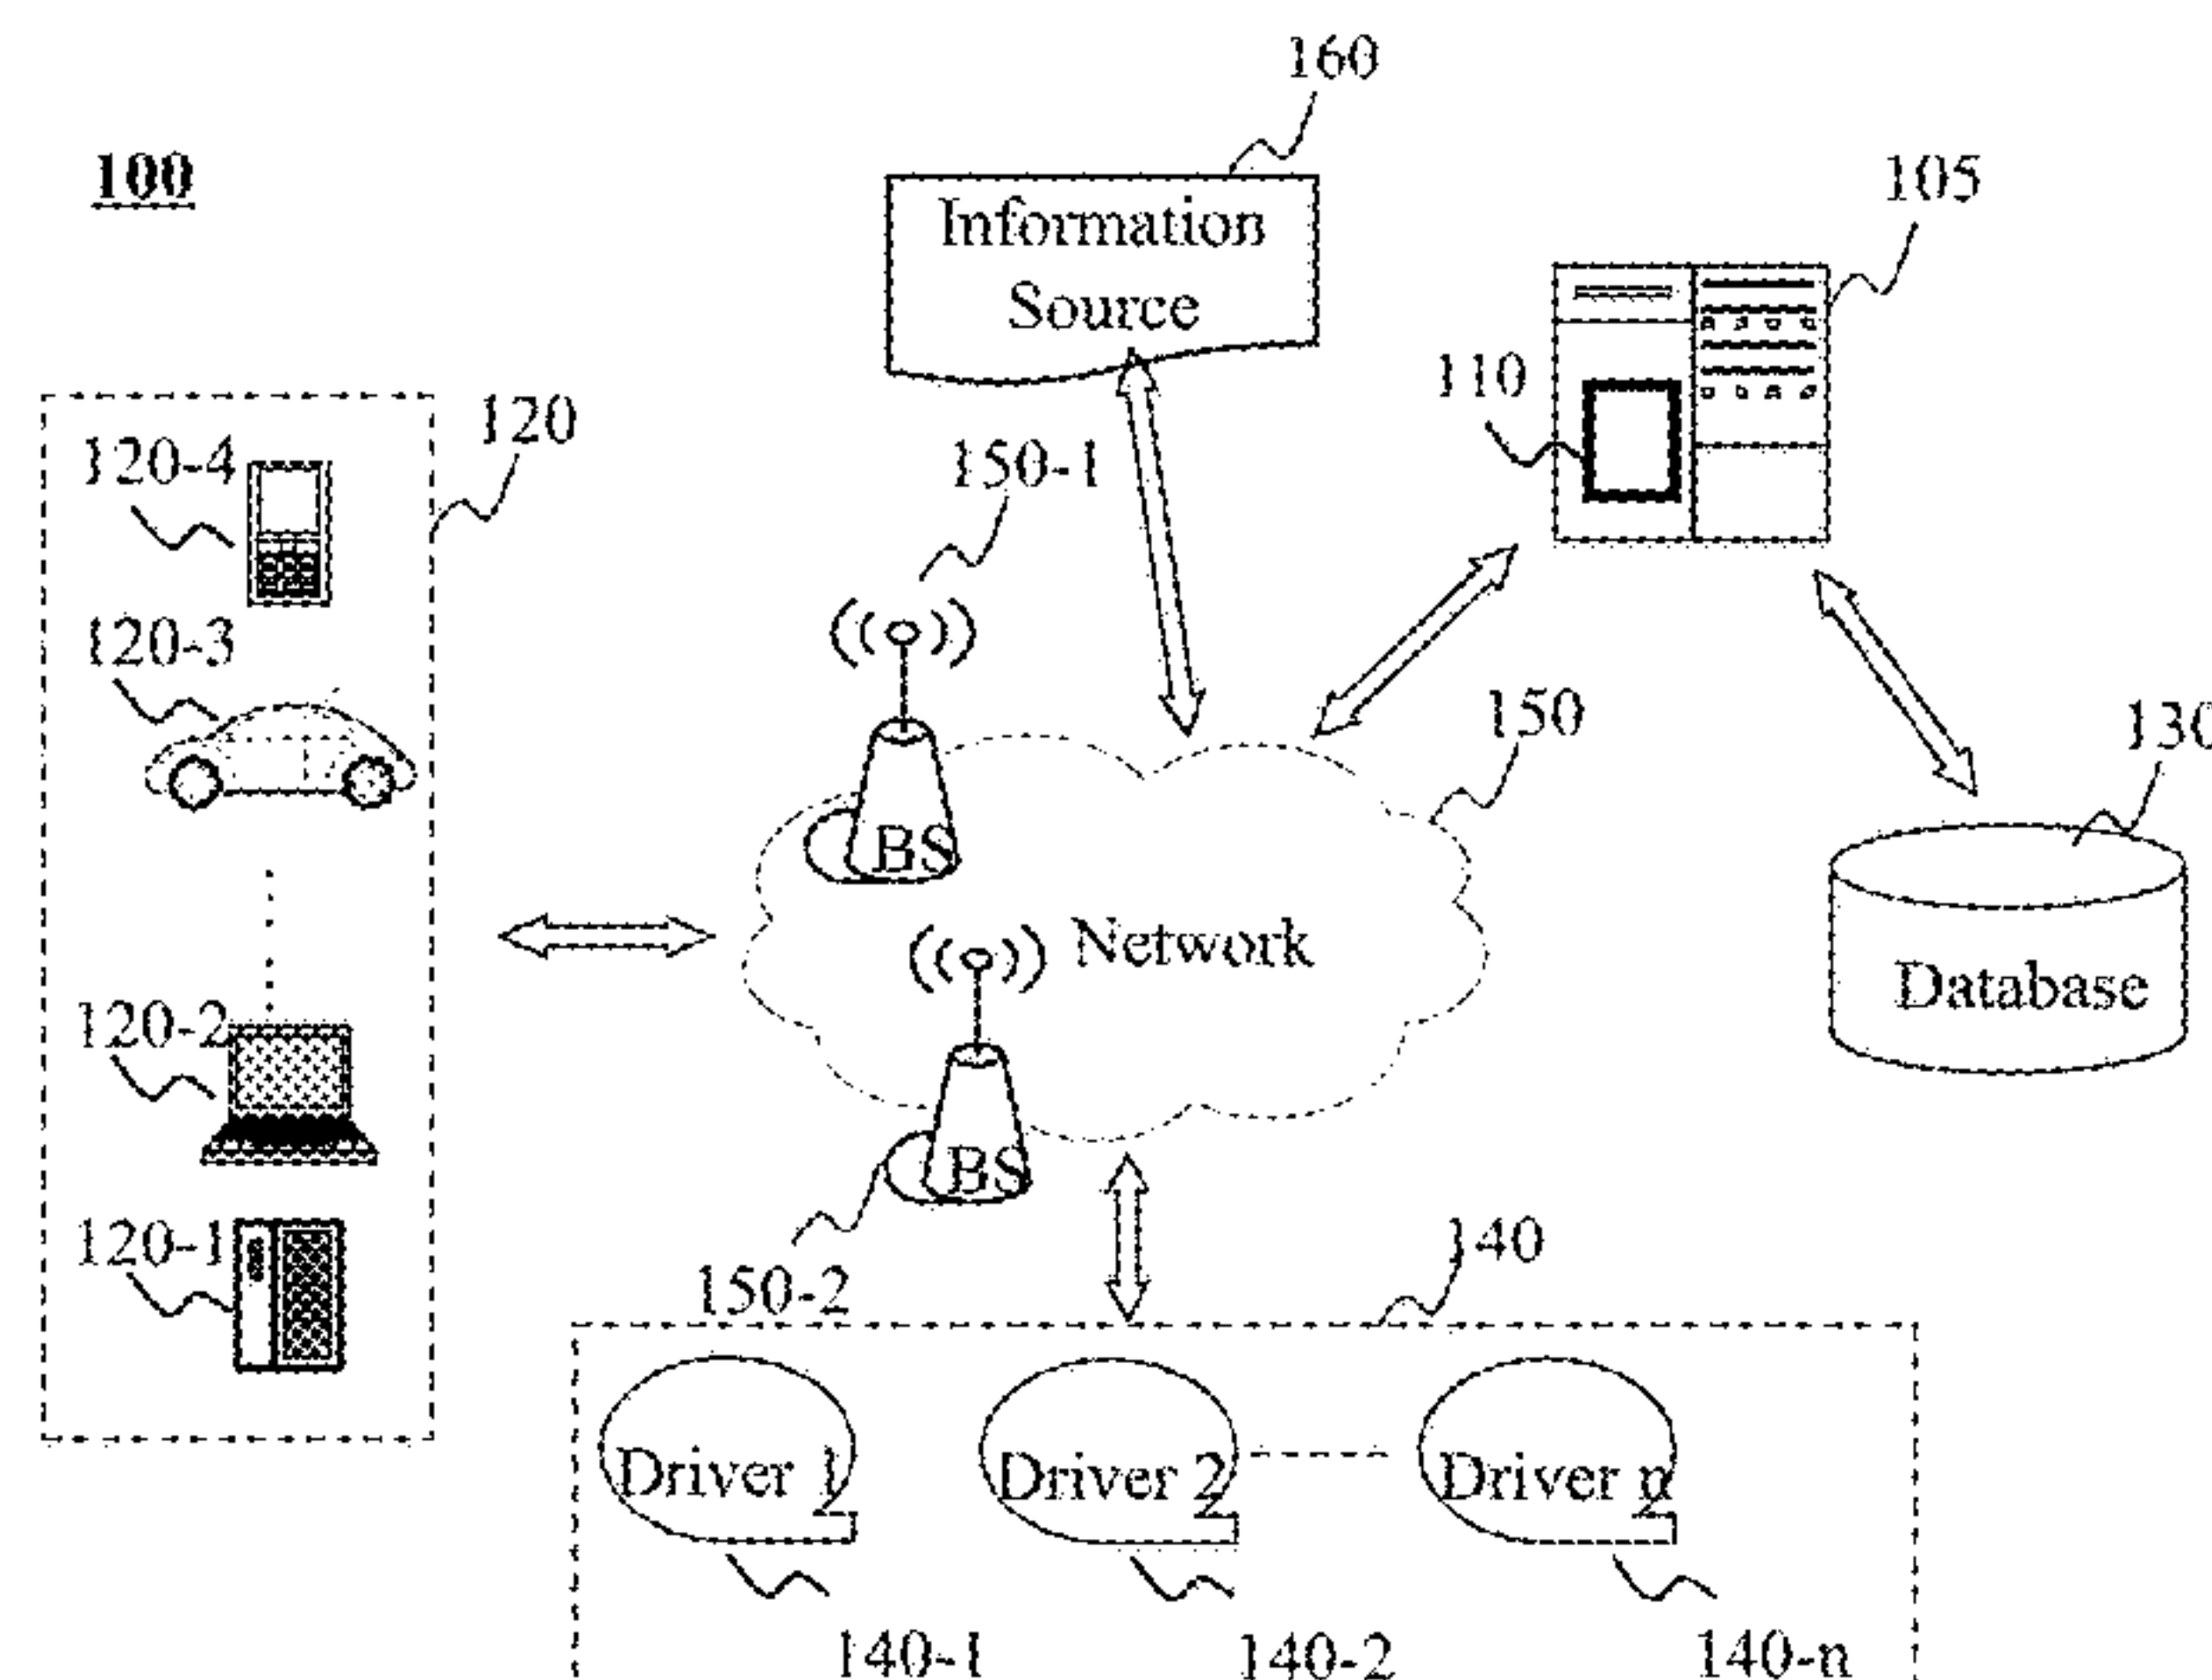 160
100
105
Information
Source
110
120
120-4
150-1
120-3
150
130
BS
Network
Database
120-2
BS
120-1
140
150-2
Driver 1
Driver 2
Driver n
140-1
140-2
140-n